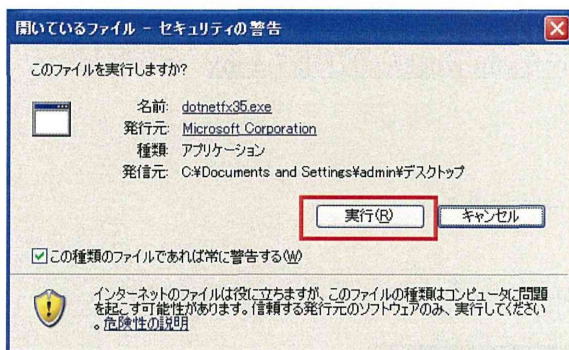 開いているファイル - セキュリティの警告
このファイルを実行しますか?
名前: dotnetfx35.exe
発行元: Microsoft Corporation
種類: アプリケーション
発信元: C:¥Documents and Settings¥admin¥デスクトップ
実行(R) キャンセル
この種類のファイルであれば常に警告する(W)
インターネットのファイルは役に立ちますが、このファイルの種類はコンピュータに問題
を起こす可能性があります。信頼する発行元のソフトウェアのみ、実行してください
。危険性の説明